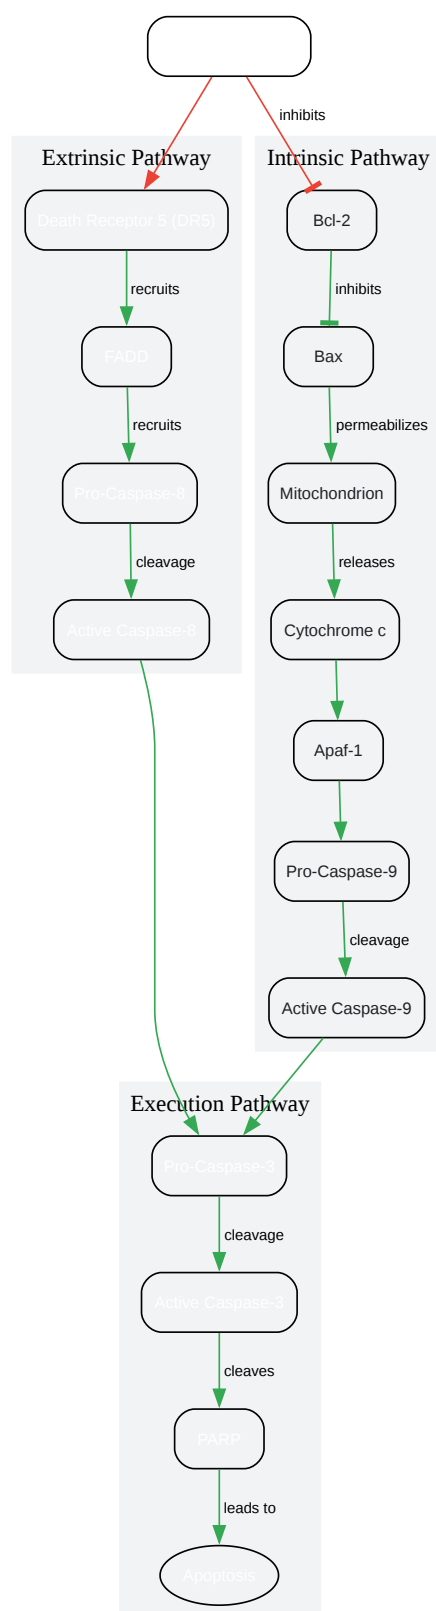 inhibits
Extrinsic Pathway
Intrinsic Pathway
Death Receptor 5 (DR5)
Bcl-2
recruits
inhibits
FADD
Bax
recruits
permeabilizes
Pro-Caspase-8
Mitochondrion
cleavage
releases
Active Caspase-8
Cytochrome c
Apaf-1
Pro-Caspase-9
cleavage
Active Caspase-9
Execution Pathway
Pro-Caspase-3
cleavage
Active Caspase-3
cleaves
PARP
leads to
Apoptosis